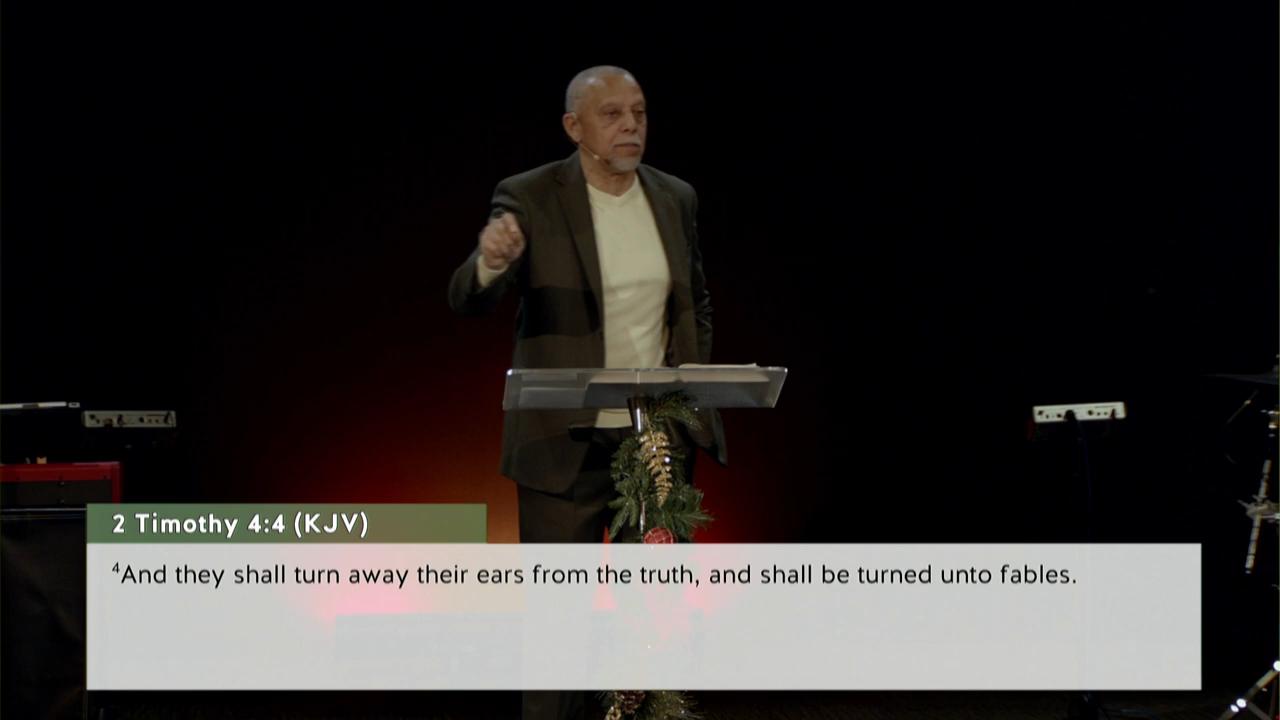 2 Timothy 4:4 (KJV)
⁴And they shall turn away their ears from the truth, and shall be turned unto fables.